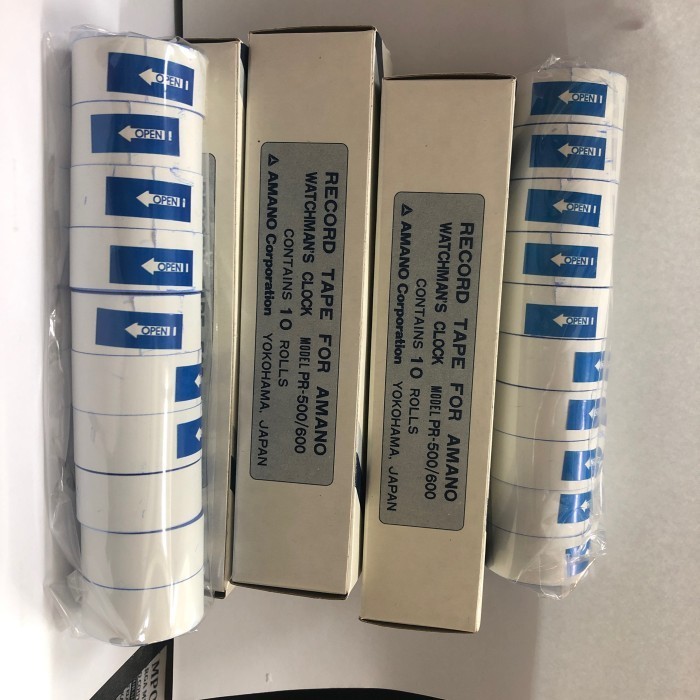 OPEN
OPEN
OPEN
OPEN
OPEN
RECORD TAPE FOR AMANO
WATCHMAN'S CLOCK MODEL PR-500/600
CONTAINS 10 ROLLS
AMANO Corporation YOKOHAMA, JAPAN
RECORD TAPE FOR AMANO
WATCHMAN'S CLOCK MODEL PR-500/600
CONTAINS 10 ROLLS
AMANO Corporation YOKOHAMA, JAPAN
OPEN
OPEN
OPEN
OPEN
OPEN